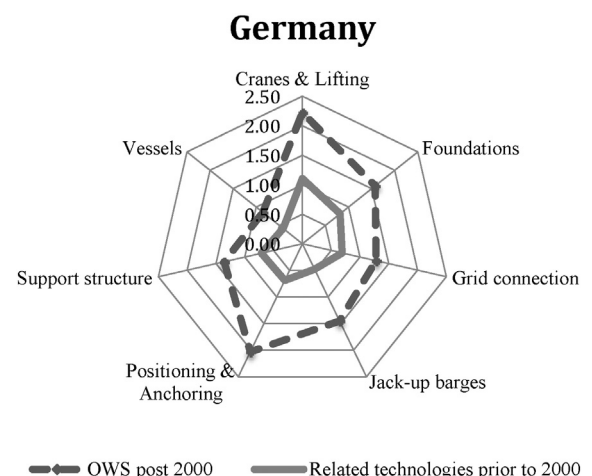 Germany
Cranes & Lifting
2.50
2.00
Vessels
Foundations
1.50
1.00
0.50
0.00
Support structure
Grid connection
Positioning &
Anchoring
Jack-up barges
OWS post 2000
Related technologies prior to 2000